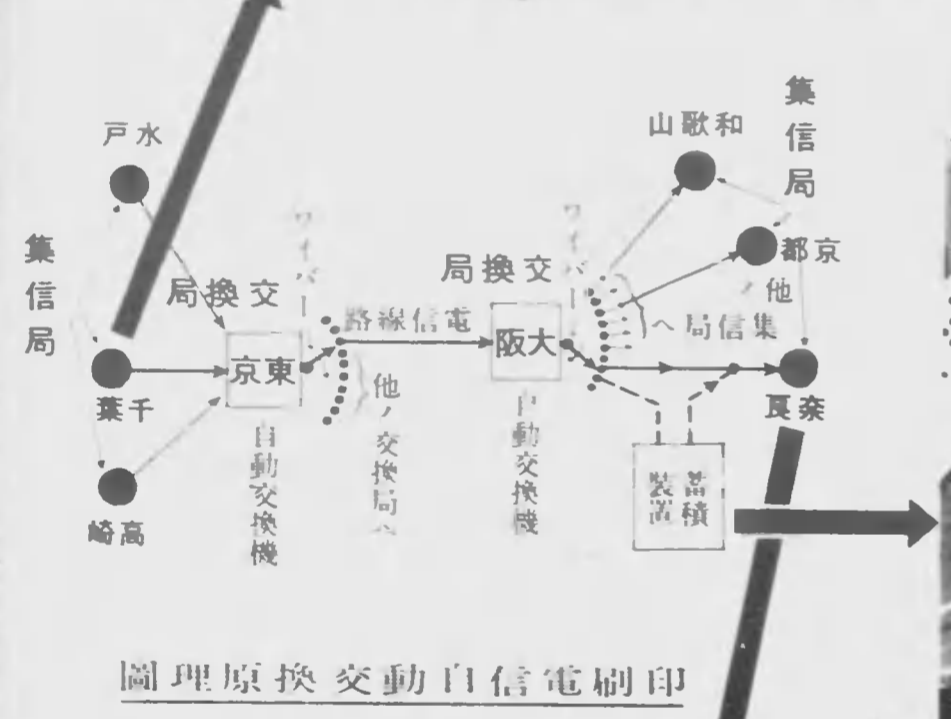 集信局
水戸
千葉
高崎
交換局
東京
自動交換機
ワイパー
電信線路
他ノ交換局ヘ
交換局
大阪
自動交換機
ワイパー
和歌山
集信局
京都
他ノ
集信局ヘ
奈良
蓄積
装置
印刷電信自動交換原理圖